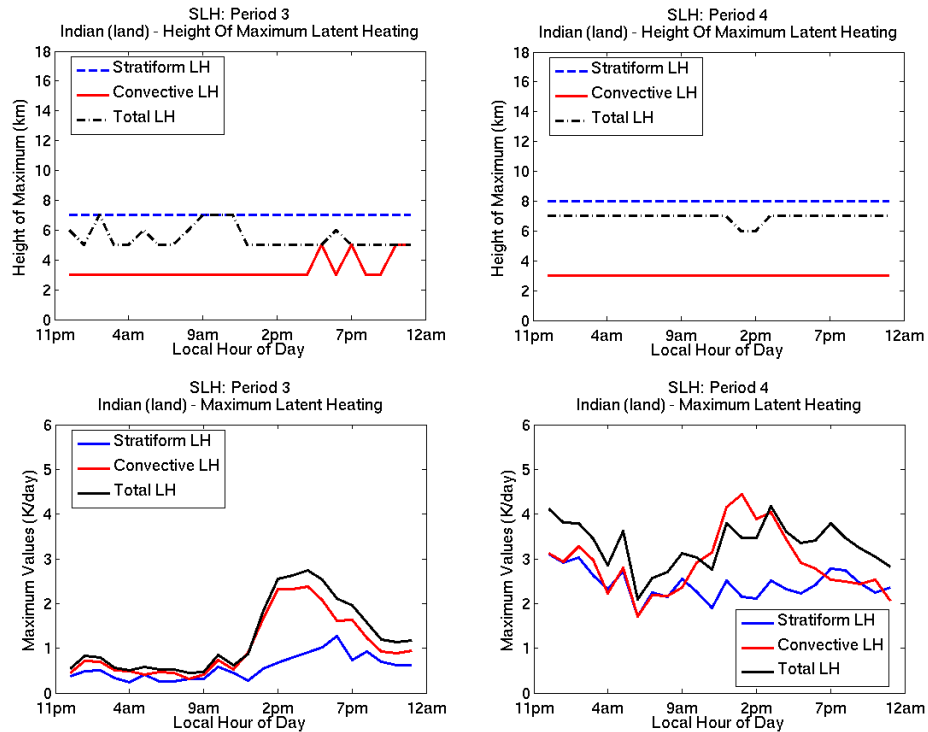 SLH: Period 3
Indian (land) - Height Of Maximum Latent Heating
Height of Maximum (km)
18
16
14
12
10
8
6
4
2
0
Stratiform LH
Convective LH
Total LH
11pm 4am 9am 2pm 7pm 12am
Local Hour of Day
SLH: Period 4
Indian (land) - Height Of Maximum Latent Heating
Height of Maximum (km)
18
16
14
12
10
8
6
4
2
0
Stratiform LH
Convective LH
Total LH
11pm 4am 9am 2pm 7pm 12am
Local Hour of Day
SLH: Period 3
Indian (land) - Maximum Latent Heating
Maximum Values (K/day)
6
5
4
3
2
1
0
Stratiform LH
Convective LH
Total LH
11pm 4am 9am 2pm 7pm 12am
Local Hour of Day
SLH: Period 4
Indian (land) - Maximum Latent Heating
Maximum Values (K/day)
6
5
4
3
2
1
0
Stratiform LH
Convective LH
Total LH
11pm 4am 9am 2pm 7pm 12am
Local Hour of Day